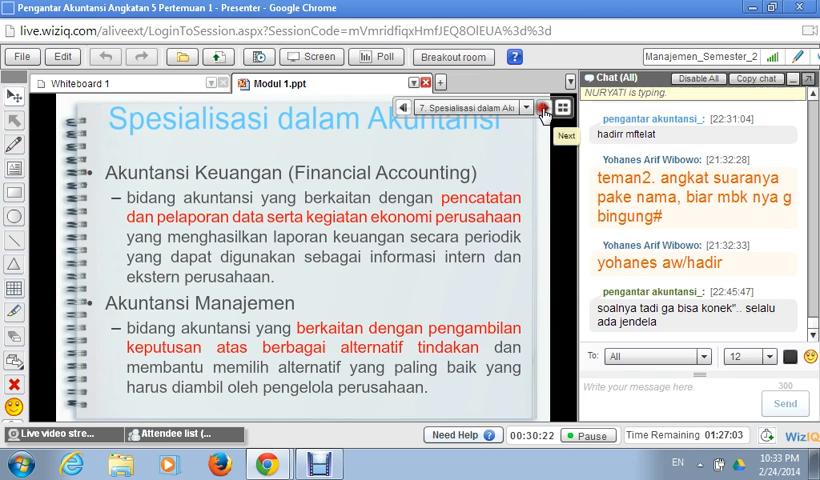 Pengantar Akuntansi Angkatan 5 Pertemuan 1 - Presenter - Google Chrome
live.wiziq.com/aliveext/LoginToSession.aspx?SessionCode=mVmridfiqxHmfJEQ8OlEUA%3d%3d
File
Screen
Poll
Breakout room
?
Manajemen_Semester_2
Whiteboard 1
Modul 1.ppt
7. Spesialisasi dalam Aku
Next
Spesialisasi dalam Akuntansi
• Akuntansi Keuangan (Financial Accounting)
– bidang akuntansi yang berkaitan dengan pencatatan
dan pelaporan data serta kegiatan ekonomi perusahaan
yang menghasilkan laporan keuangan secara periodik
yang dapat digunakan sebagai informasi intern dan
ekstern perusahaan.
• Akuntansi Manajemen
– bidang akuntansi yang berkaitan dengan pengambilan
keputusan atas berbagai alternatif tindakan dan
membantu memilih alternatif yang paling baik yang
harus diambil oleh pengelola perusahaan.
Chat (All)
Disable All
Copy chat
NURYATI is typing.
pengantar akuntansi_: [22:31:04]
hadirr mftelat
Yohanes Arif Wibowo: [21:32:28]
teman2. angkat suaranya
pake nama, biar mbk nya g
bingung#
Yohanes Arif Wibowo: [21:32:33]
yohanes aw/hadir
pengantar akuntansi_: [22:45:47]
soalnya tadi ga bisa konek".. selalu
ada jendela
To:
All
12
Write your message here.
300
Send
Live video stre...
Attendee list (...
Need Help ?
00:30:22
Pause
Time Remaining 01:27:03
WizIQ
EN
10:33 PM
2/24/2014